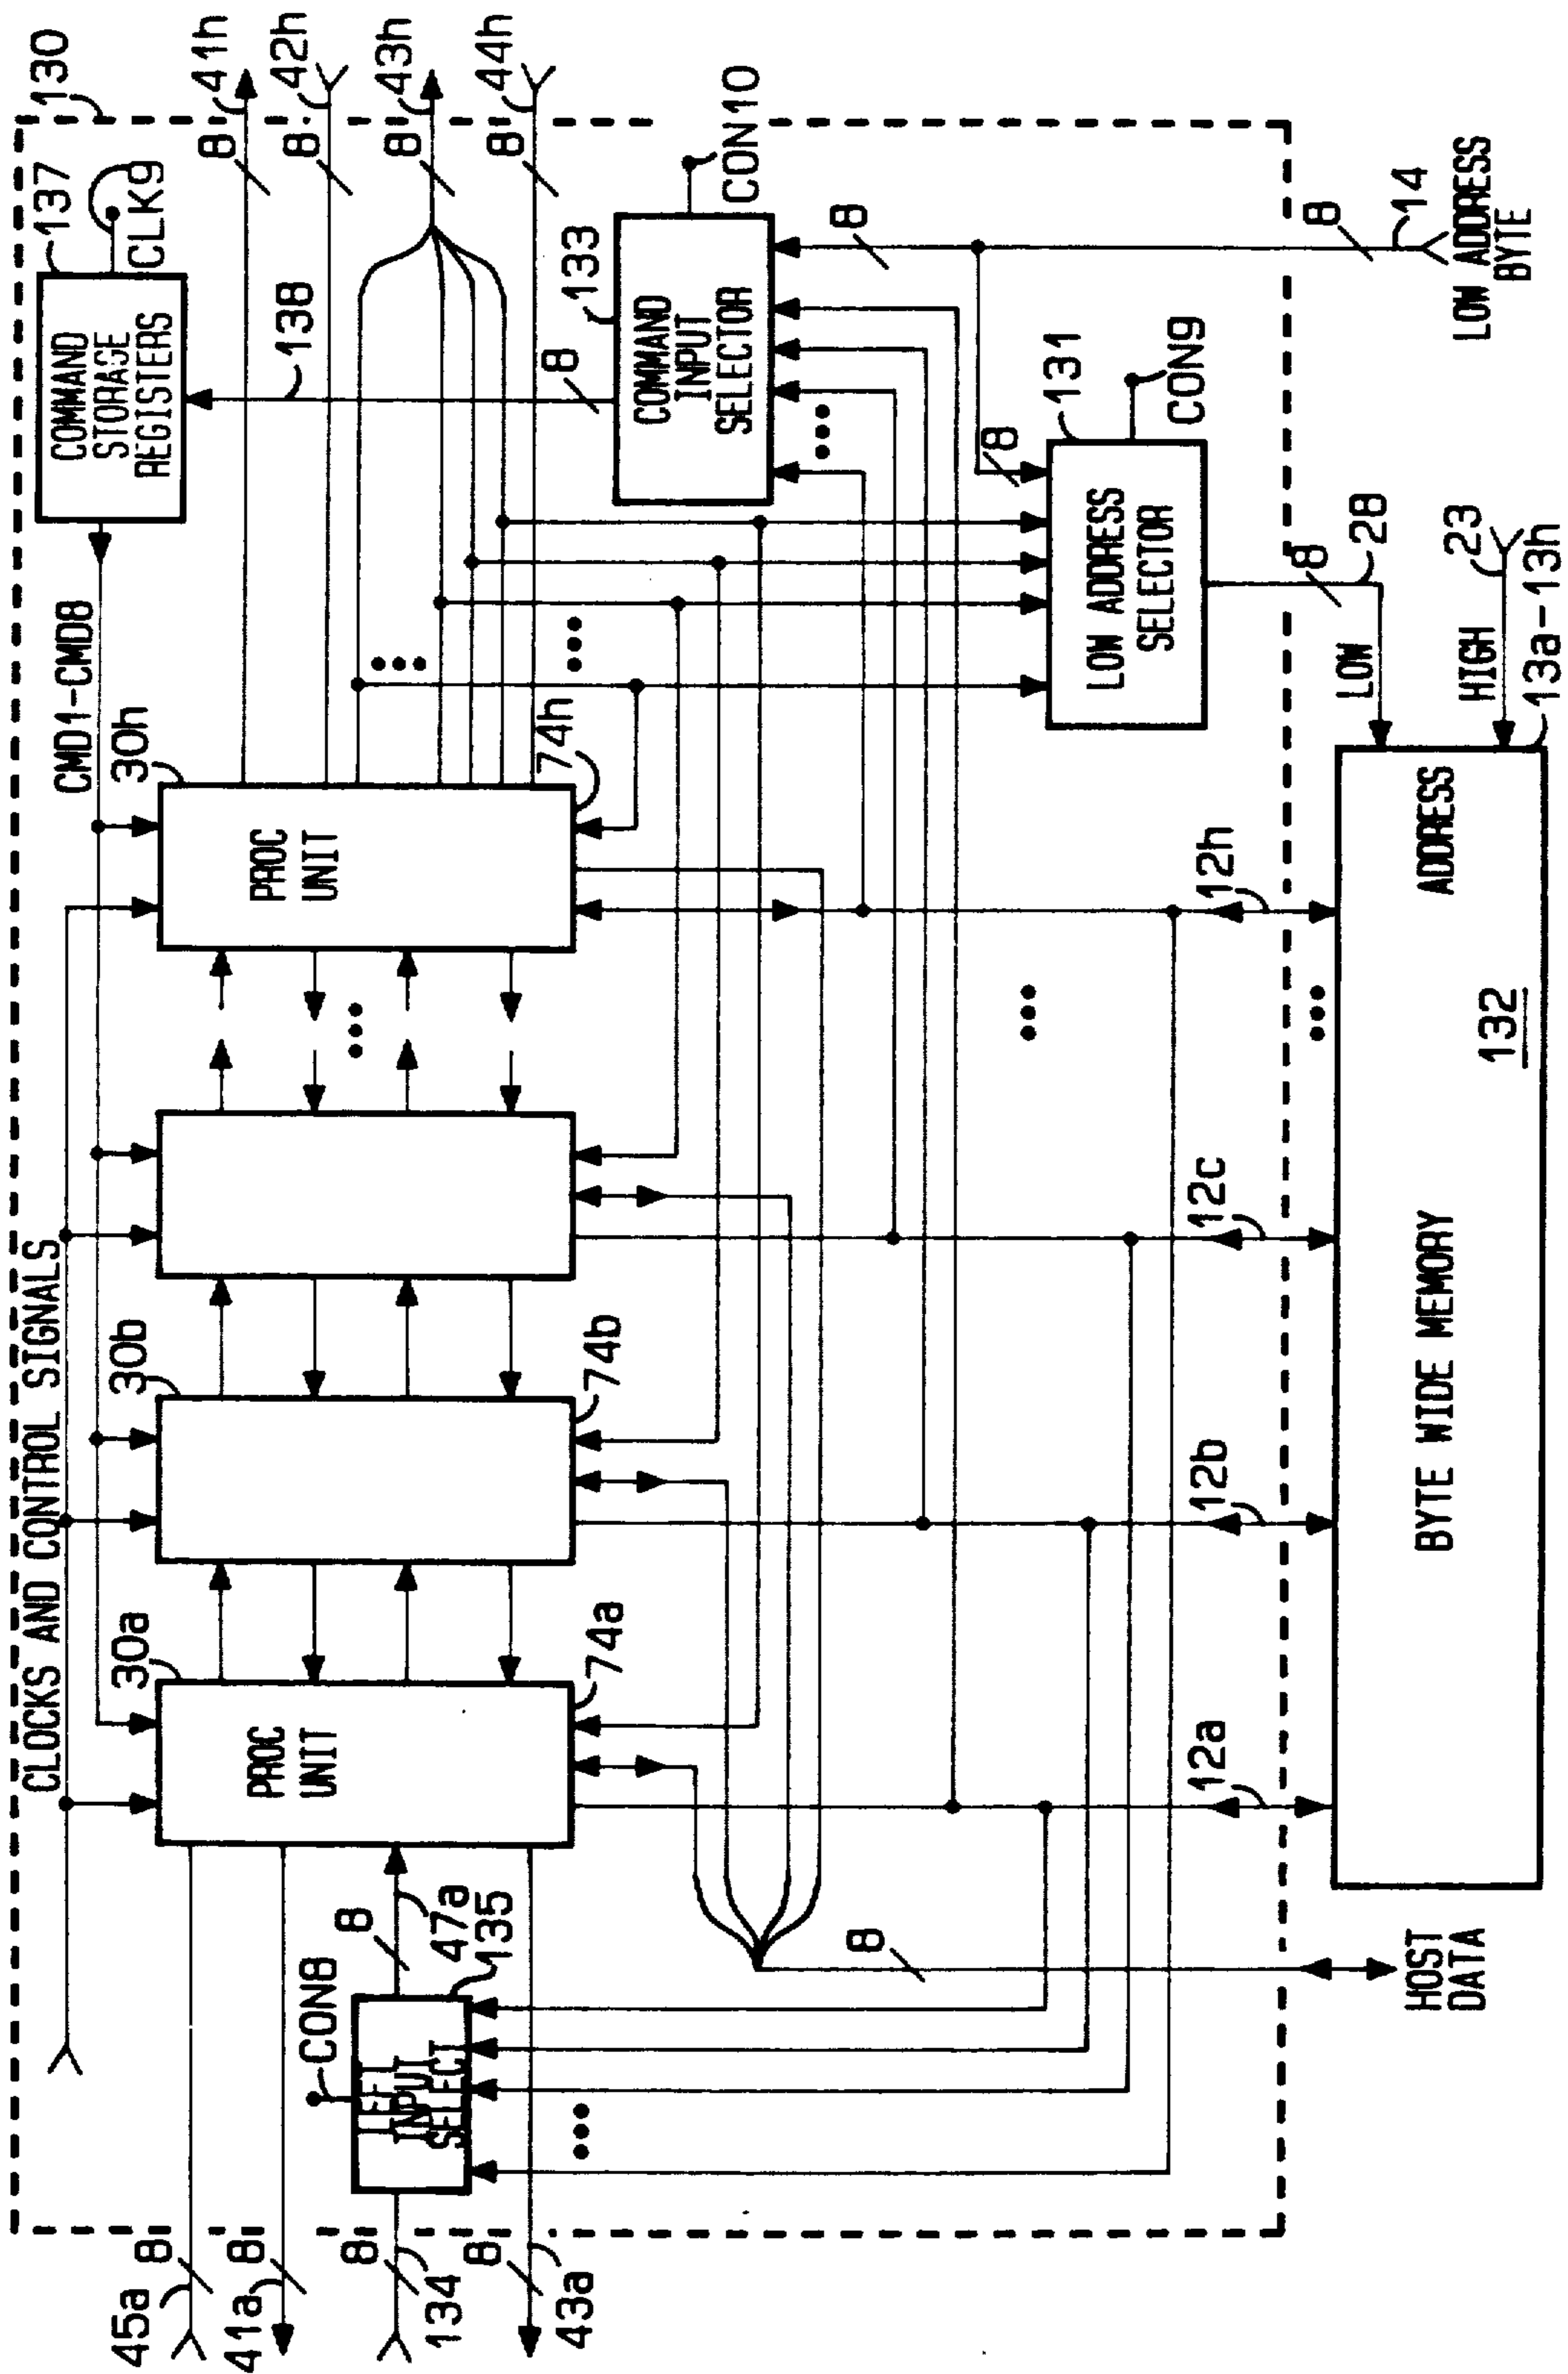 CLOCKS AND CONTROL SIGNALS
CMD1-CMD8
COMMAND
STORAGE
REGISTERS
137
CLK9
130
45a
8
41a
8
134
8
43a
8
CON8
LEFT
INPUT
SELECT
135
47a
8
30a
PROC
UNIT
74a
30b
74b
30h
PROC
UNIT
74h
138
8
41h
8
42h
8
43h
8
44h
8
COMMAND
INPUT
SELECTOR
133
CON10
8
8
LOW ADDRESS
SELECTOR
131
CON9
8
14
LOW ADDRESS
BYTE
8
28
LOW
HIGH
23
13a-13h
12a
12b
12c
12h
8
HOST
DATA
BYTE WIDE MEMORY
132
ADDRESS